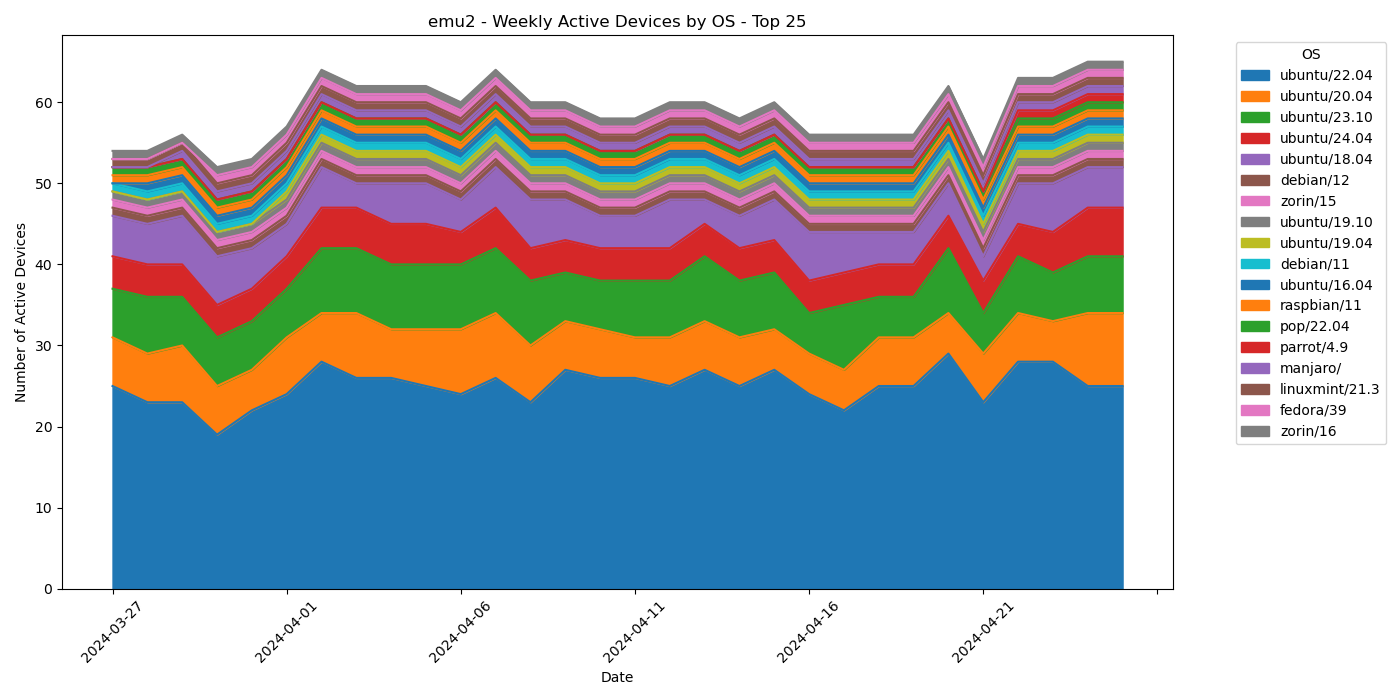 emu2 - Weekly Active Devices by OS - Top 25
Number of Active Devices
60
50
40
30
20
10
0
2024-03-27
2024-04-01
2024-04-06
2024-04-11
2024-04-16
2024-04-21
Date
OS
ubuntu/22.04
ubuntu/20.04
ubuntu/23.10
ubuntu/24.04
ubuntu/18.04
debian/12
zorin/15
ubuntu/19.10
ubuntu/19.04
debian/11
ubuntu/16.04
raspbian/11
pop/22.04
parrot/4.9
manjaro/
linuxmint/21.3
fedora/39
zorin/16